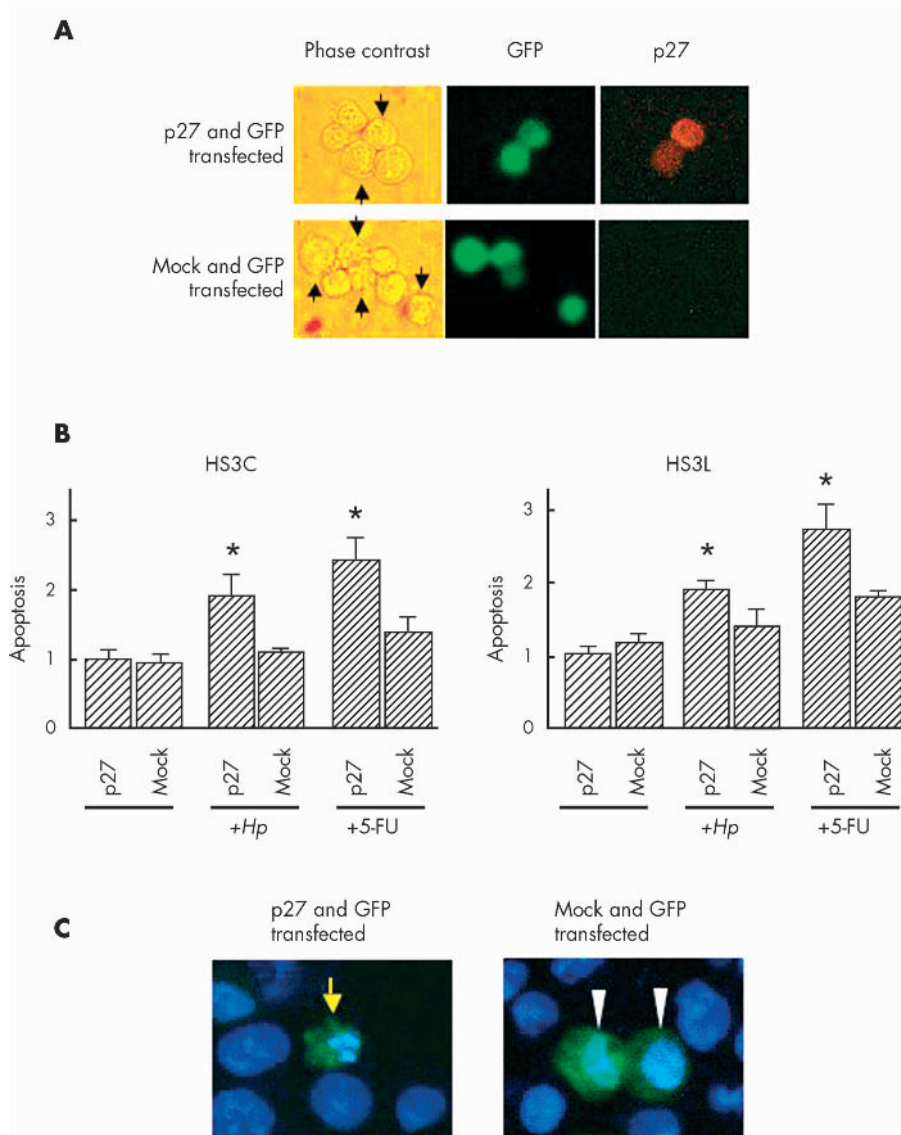 A
Phase contrast GFP p27
p27 and GFP
transfected
Mock and GFP
transfected
B
HS3C
3
2
1
0
Apoptosis
*
*
p27 Mock p27 Mock p27 Mock
+Hp +5-FU
HS3L
3
2
1
0
Apoptosis
*
*
p27 Mock p27 Mock p27 Mock
+Hp +5-FU
C
p27 and GFP
transfected
Mock and GFP
transfected